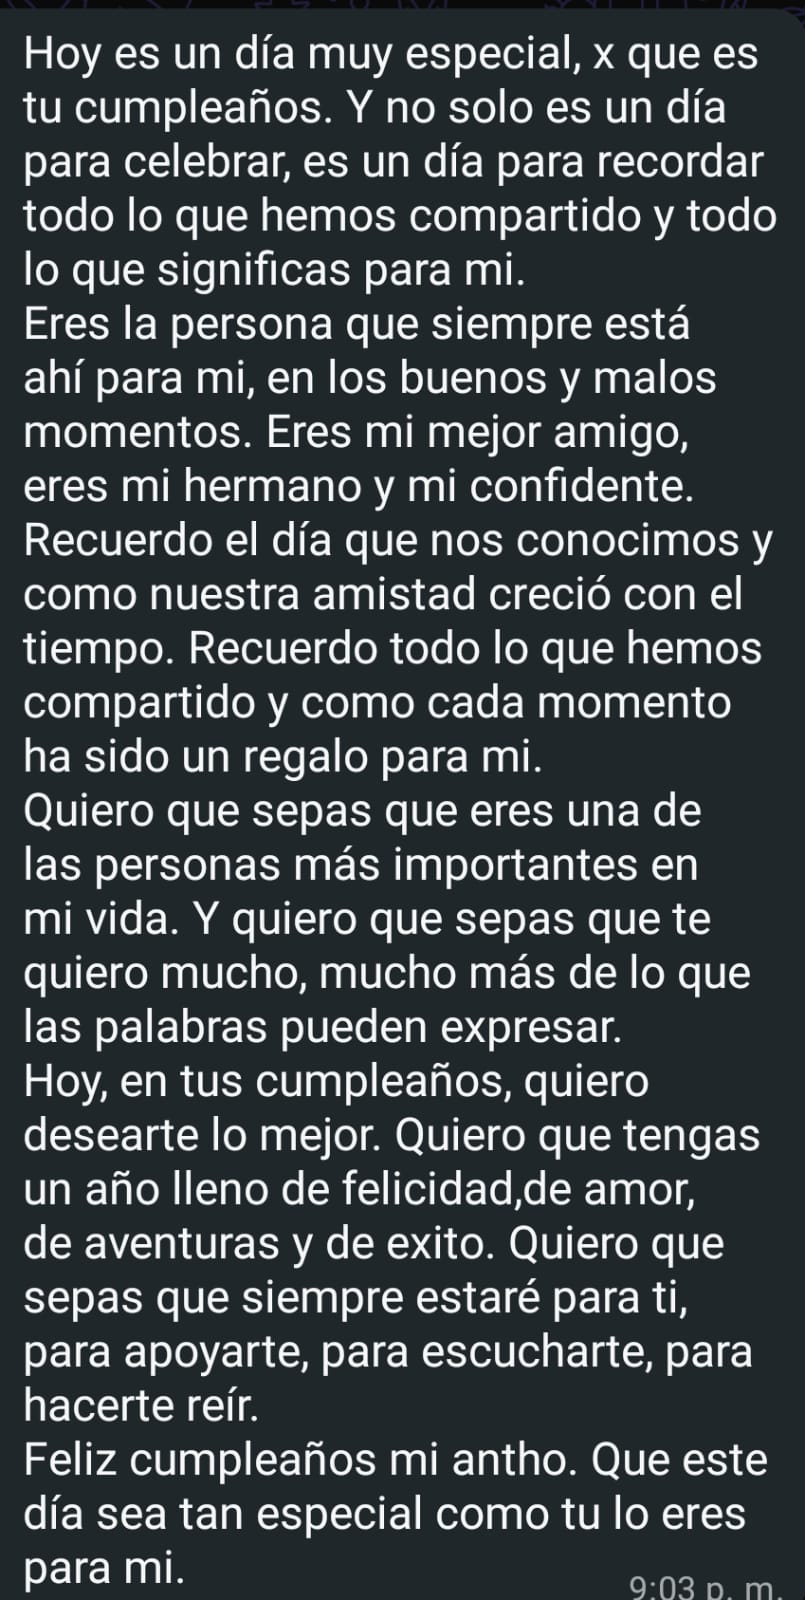 Hoy es un día muy especial, x que es
tu cumpleaños. Y no solo es un día
para celebrar, es un día para recordar
todo lo que hemos compartido y todo
lo que significas para mi.
Eres la persona que siempre está
ahí para mi, en los buenos y malos
momentos. Eres mi mejor amigo,
eres mi hermano y mi confidente.
Recuerdo el día que nos conocimos y
como nuestra amistad creció con el
tiempo. Recuerdo todo lo que hemos
compartido y como cada momento
ha sido un regalo para mi.
Quiero que sepas que eres una de
las personas más importantes en
mi vida. Y quiero que sepas que te
quiero mucho, mucho más de lo que
las palabras pueden expresar.
Hoy, en tus cumpleaños, quiero
desearte lo mejor. Quiero que tengas
un año lleno de felicidad,de amor,
de aventuras y de exito. Quiero que
sepas que siempre estaré para ti,
para apoyarte, para escucharte, para
hacerte reír.
Feliz cumpleaños mi antho. Que este
día sea tan especial como tu lo eres
para mi.
9:03 p. m.